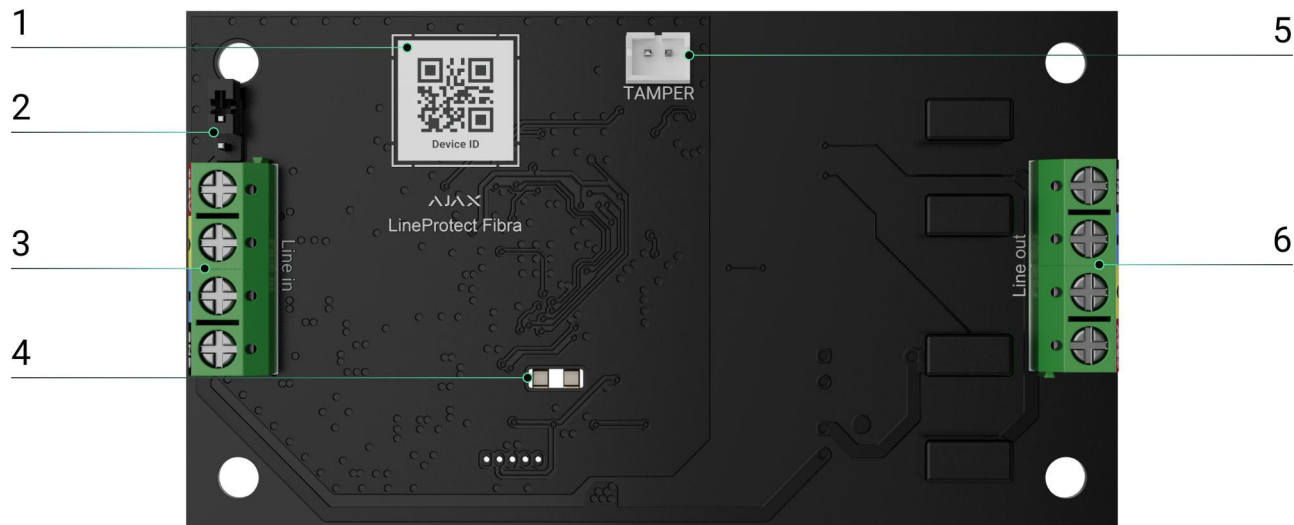 1
2
3
4
5
6
Device ID
TAMPER
AJAX
LineProtect Fibra
Line in
Line out